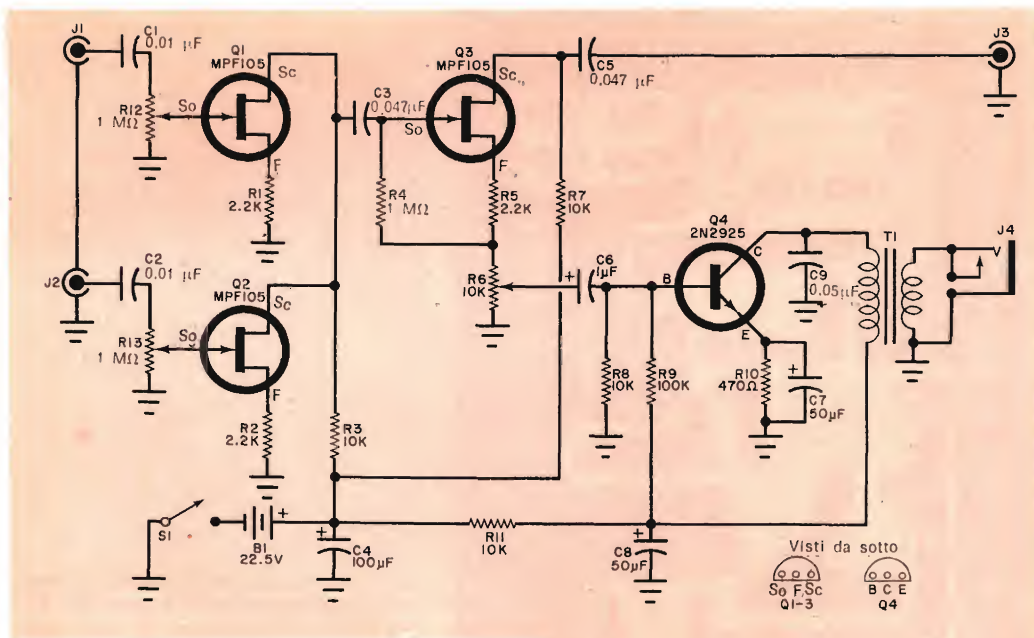 J1
C1
0,01 µF
R12
1 MΩ
So
Q1
MPF105
Sc
F
R1
2.2K
C3
0,047µF
So
Q3
MPF105
Sc
F
R4
1 MΩ
R5
2.2K
R6
10K
C5
0,047 µF
R7
10K
J3
J2
C2
0,01 µF
R13
1 MΩ
So
Q2
MPF105
Sc
F
R2
2.2K
R3
10K
+
C6
1µF
B
Q4
2N2925
C
E
R8
10K
R9
100K
R10
470Ω
+
C7
50µF
C9
0.05µF
T1
J4
V
S1
B1
22.5V
+
+
C4
100µF
R11
10K
+
C8
50µF
Visti da sotto
So F, Sc
Q1-3
B C E
Q4